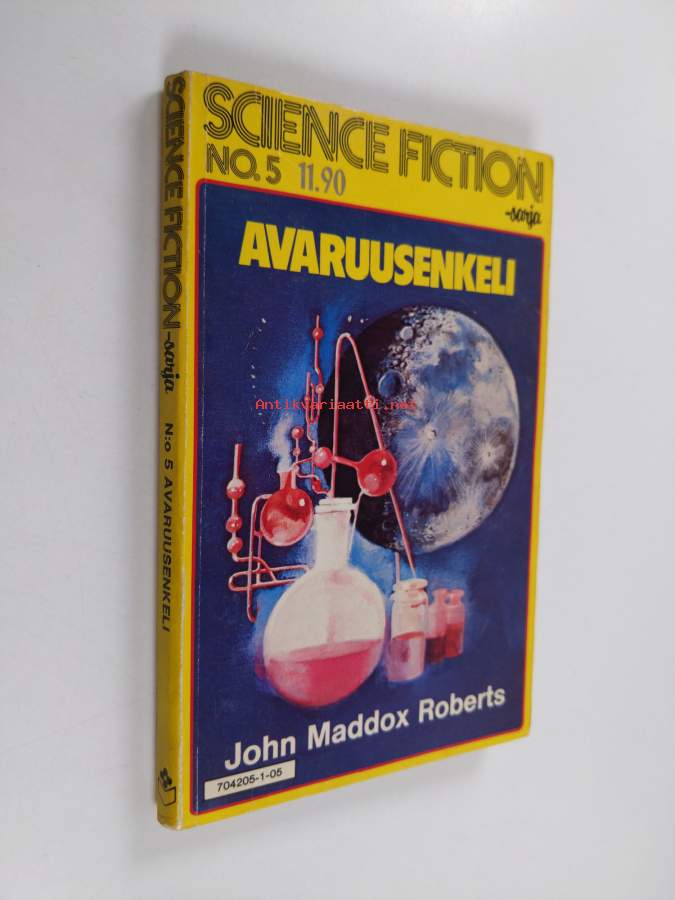 SCIENCE FICTION
-sarja
NO. 5 11.90
AVARUUSENKELI
Antikvariaatti.net
John Maddox Roberts
704205-1-05
SCIENCE FICTION -sarja N:o 5 AVARUUSENKELI